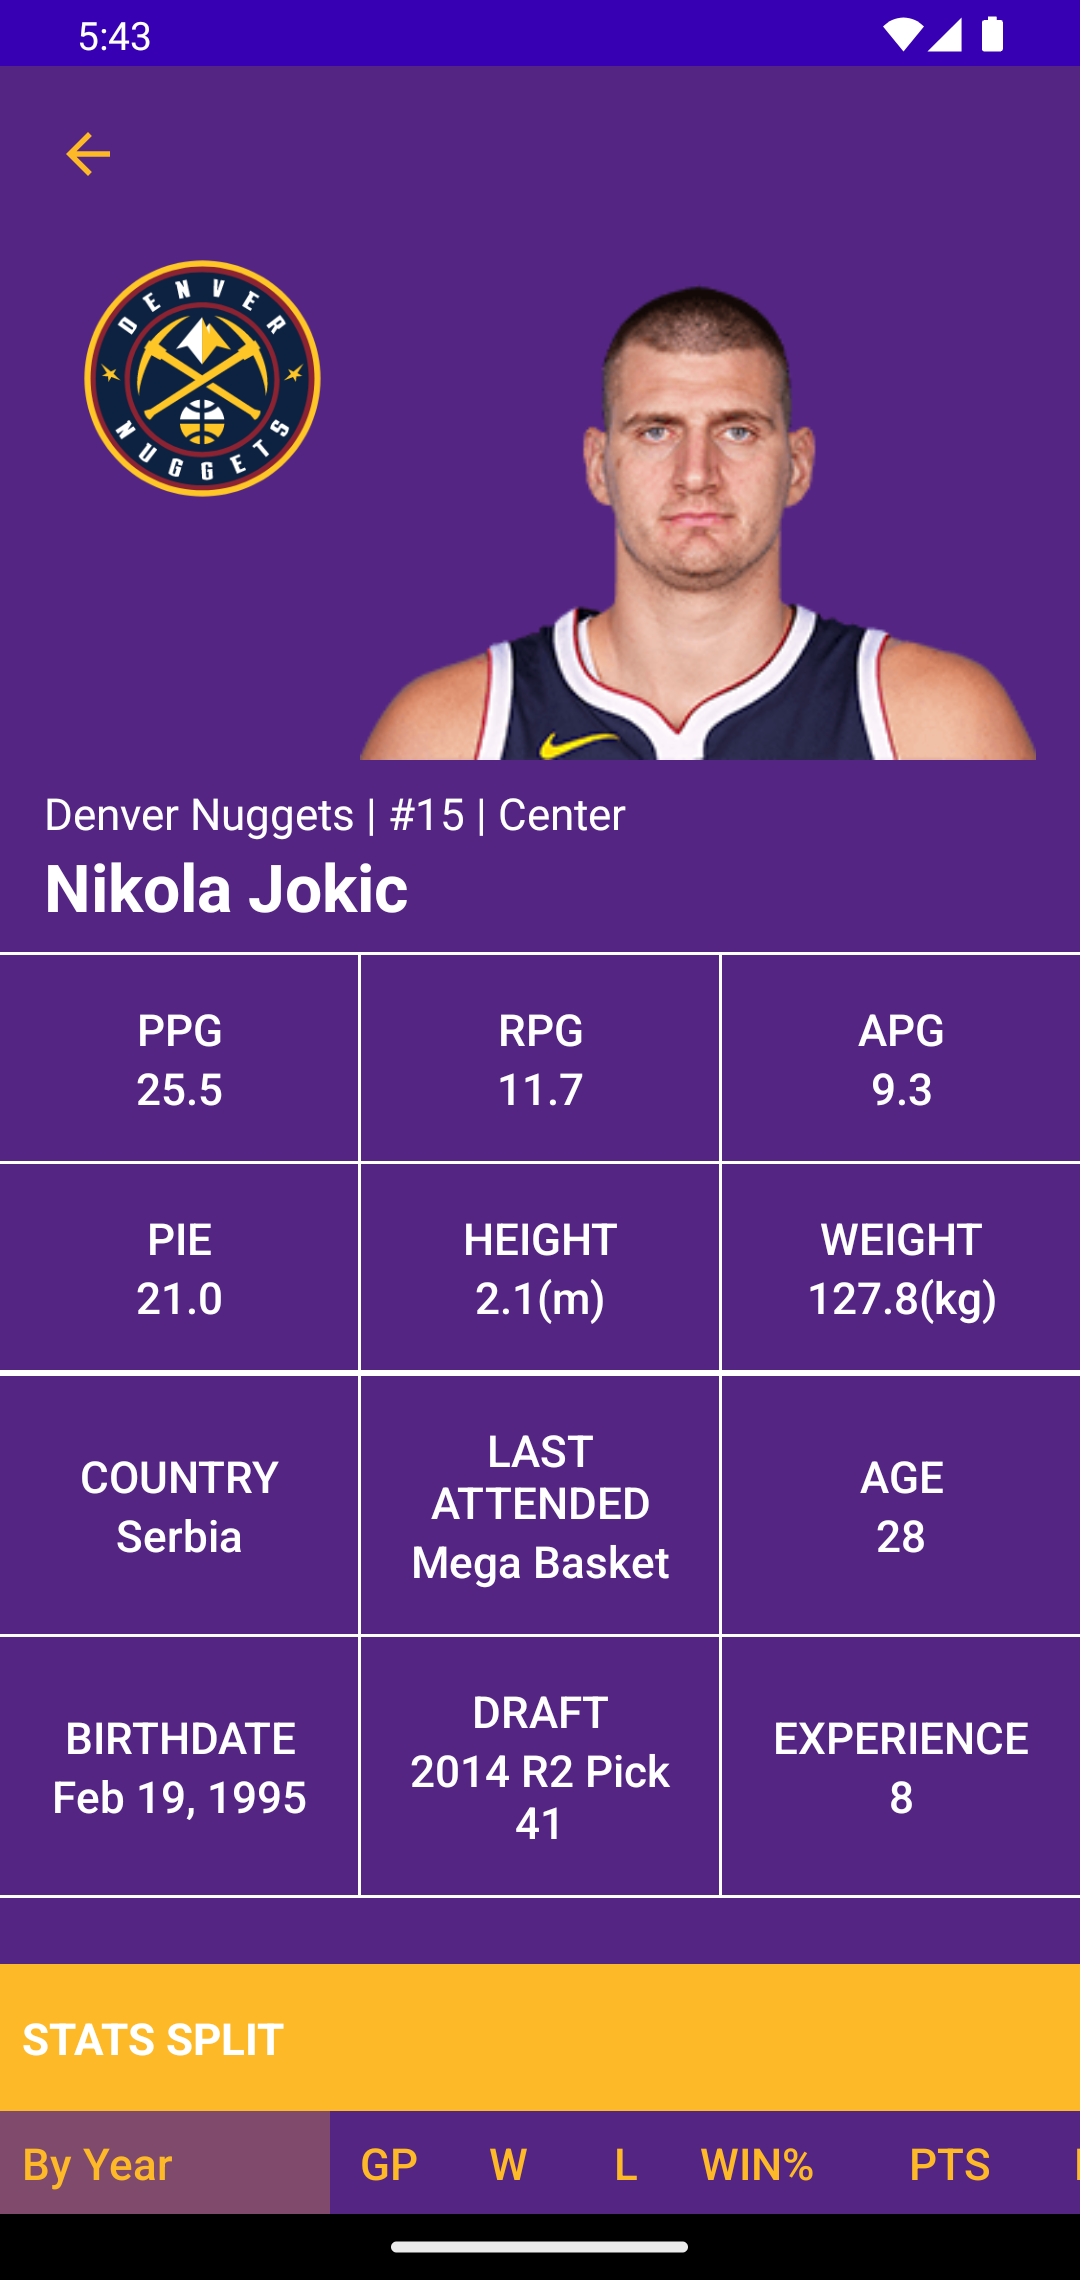 5:43
DENVER
NUGGETS
Denver Nuggets | #15 | Center
Nikola Jokic
PPG
25.5
RPG
11.7
APG
9.3
PIE
21.0
HEIGHT
2.1(m)
WEIGHT
127.8(kg)
COUNTRY
Serbia
LAST
ATTENDED
Mega Basket
AGE
28
BIRTHDATE
Feb 19, 1995
DRAFT
2014 R2 Pick
41
EXPERIENCE
8
STATS SPLIT
By Year GP W L WIN% PTS